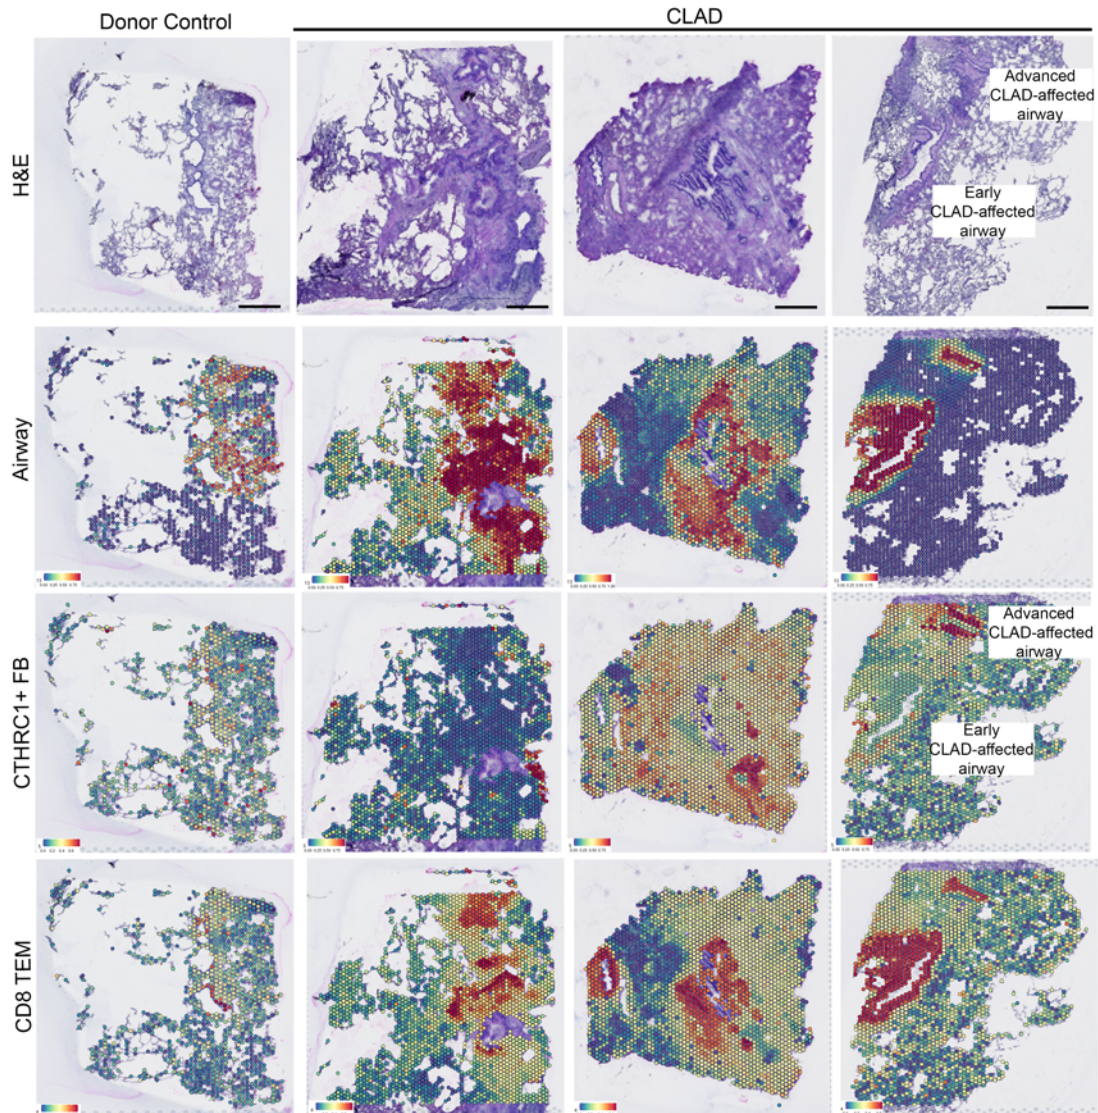 Donor Control
CLAD
H&E
Advanced
CLAD-affected
airway
Early
CLAD-affected
airway
Airway
CTHRC1+ FB
Advanced
CLAD-affected
airway
Early
CLAD-affected
airway
CD8 TEM